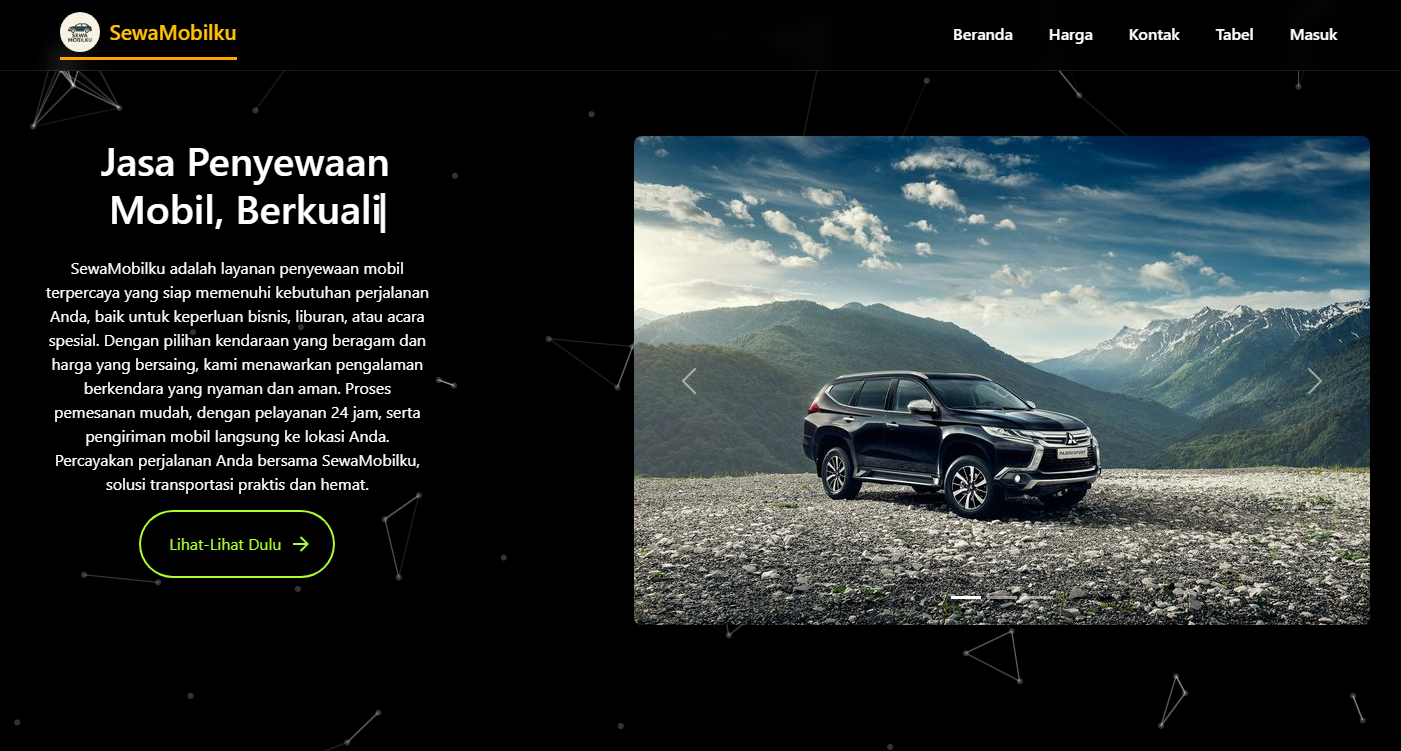 SEWA
MOBILKU
SewaMobilku
Beranda
Harga
Kontak
Tabel
Masuk
Jasa Penyewaan
Mobil, Berkuali
SewaMobilku adalah layanan penyewaan mobil
terpercaya yang siap memenuhi kebutuhan perjalanan
Anda, baik untuk keperluan bisnis, liburan, atau acara
spesial. Dengan pilihan kendaraan yang beragam dan
harga yang bersaing, kami menawarkan pengalaman
berkendara yang nyaman dan aman. Proses
pemesanan mudah, dengan pelayanan 24 jam, serta
pengiriman mobil langsung ke lokasi Anda.
Percayakan perjalanan Anda bersama SewaMobilku,
solusi transportasi praktis dan hemat.
Lihat-Lihat Dulu
PAJERO SPORT